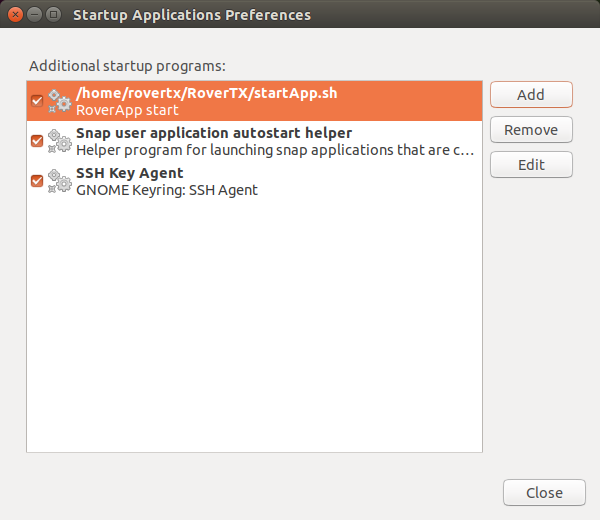 Startup Applications Preferences
Additional startup programs:
/home/rovertx/RoverTX/startApp.sh
RoverApp start
Snap user application autostart helper
Helper program for launching snap applications that are c...
SSH Key Agent
GNOME Keyring: SSH Agent
Add
Remove
Edit
Close